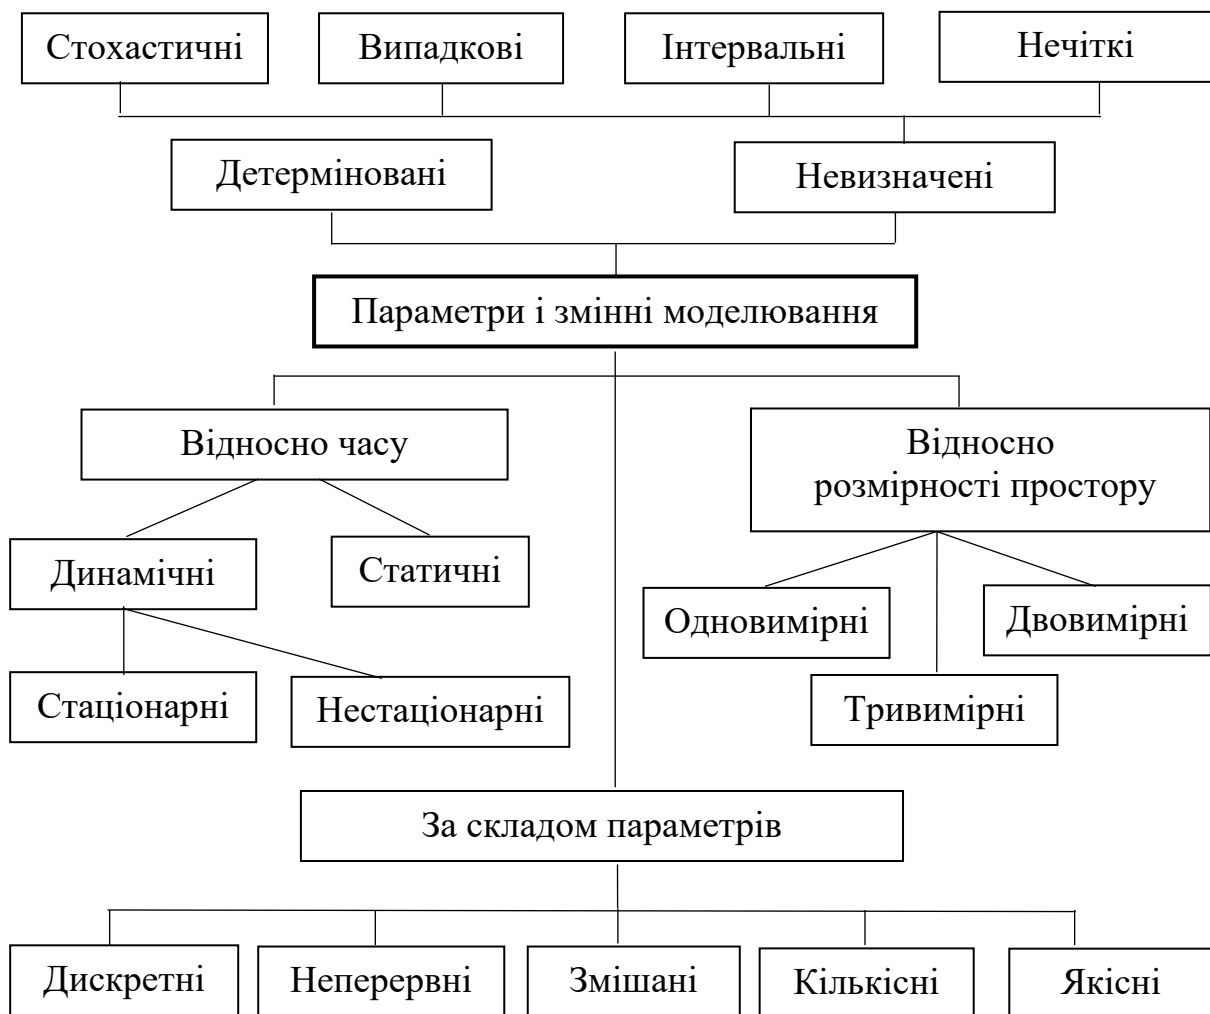 Стохастичні
Випадкові
Інтервальні
Нечіткі
Детерміновані
Невизначені
Параметри і змінні моделювання
Відносно часу
Відносно
розмірності простору
Динамічні
Статичні
Одновимірні
Двовимірні
Стаціонарні
Нестаціонарні
Тривимірні
За складом параметрів
Дискретні
Неперервні
Змішані
Кількісні
Якісні